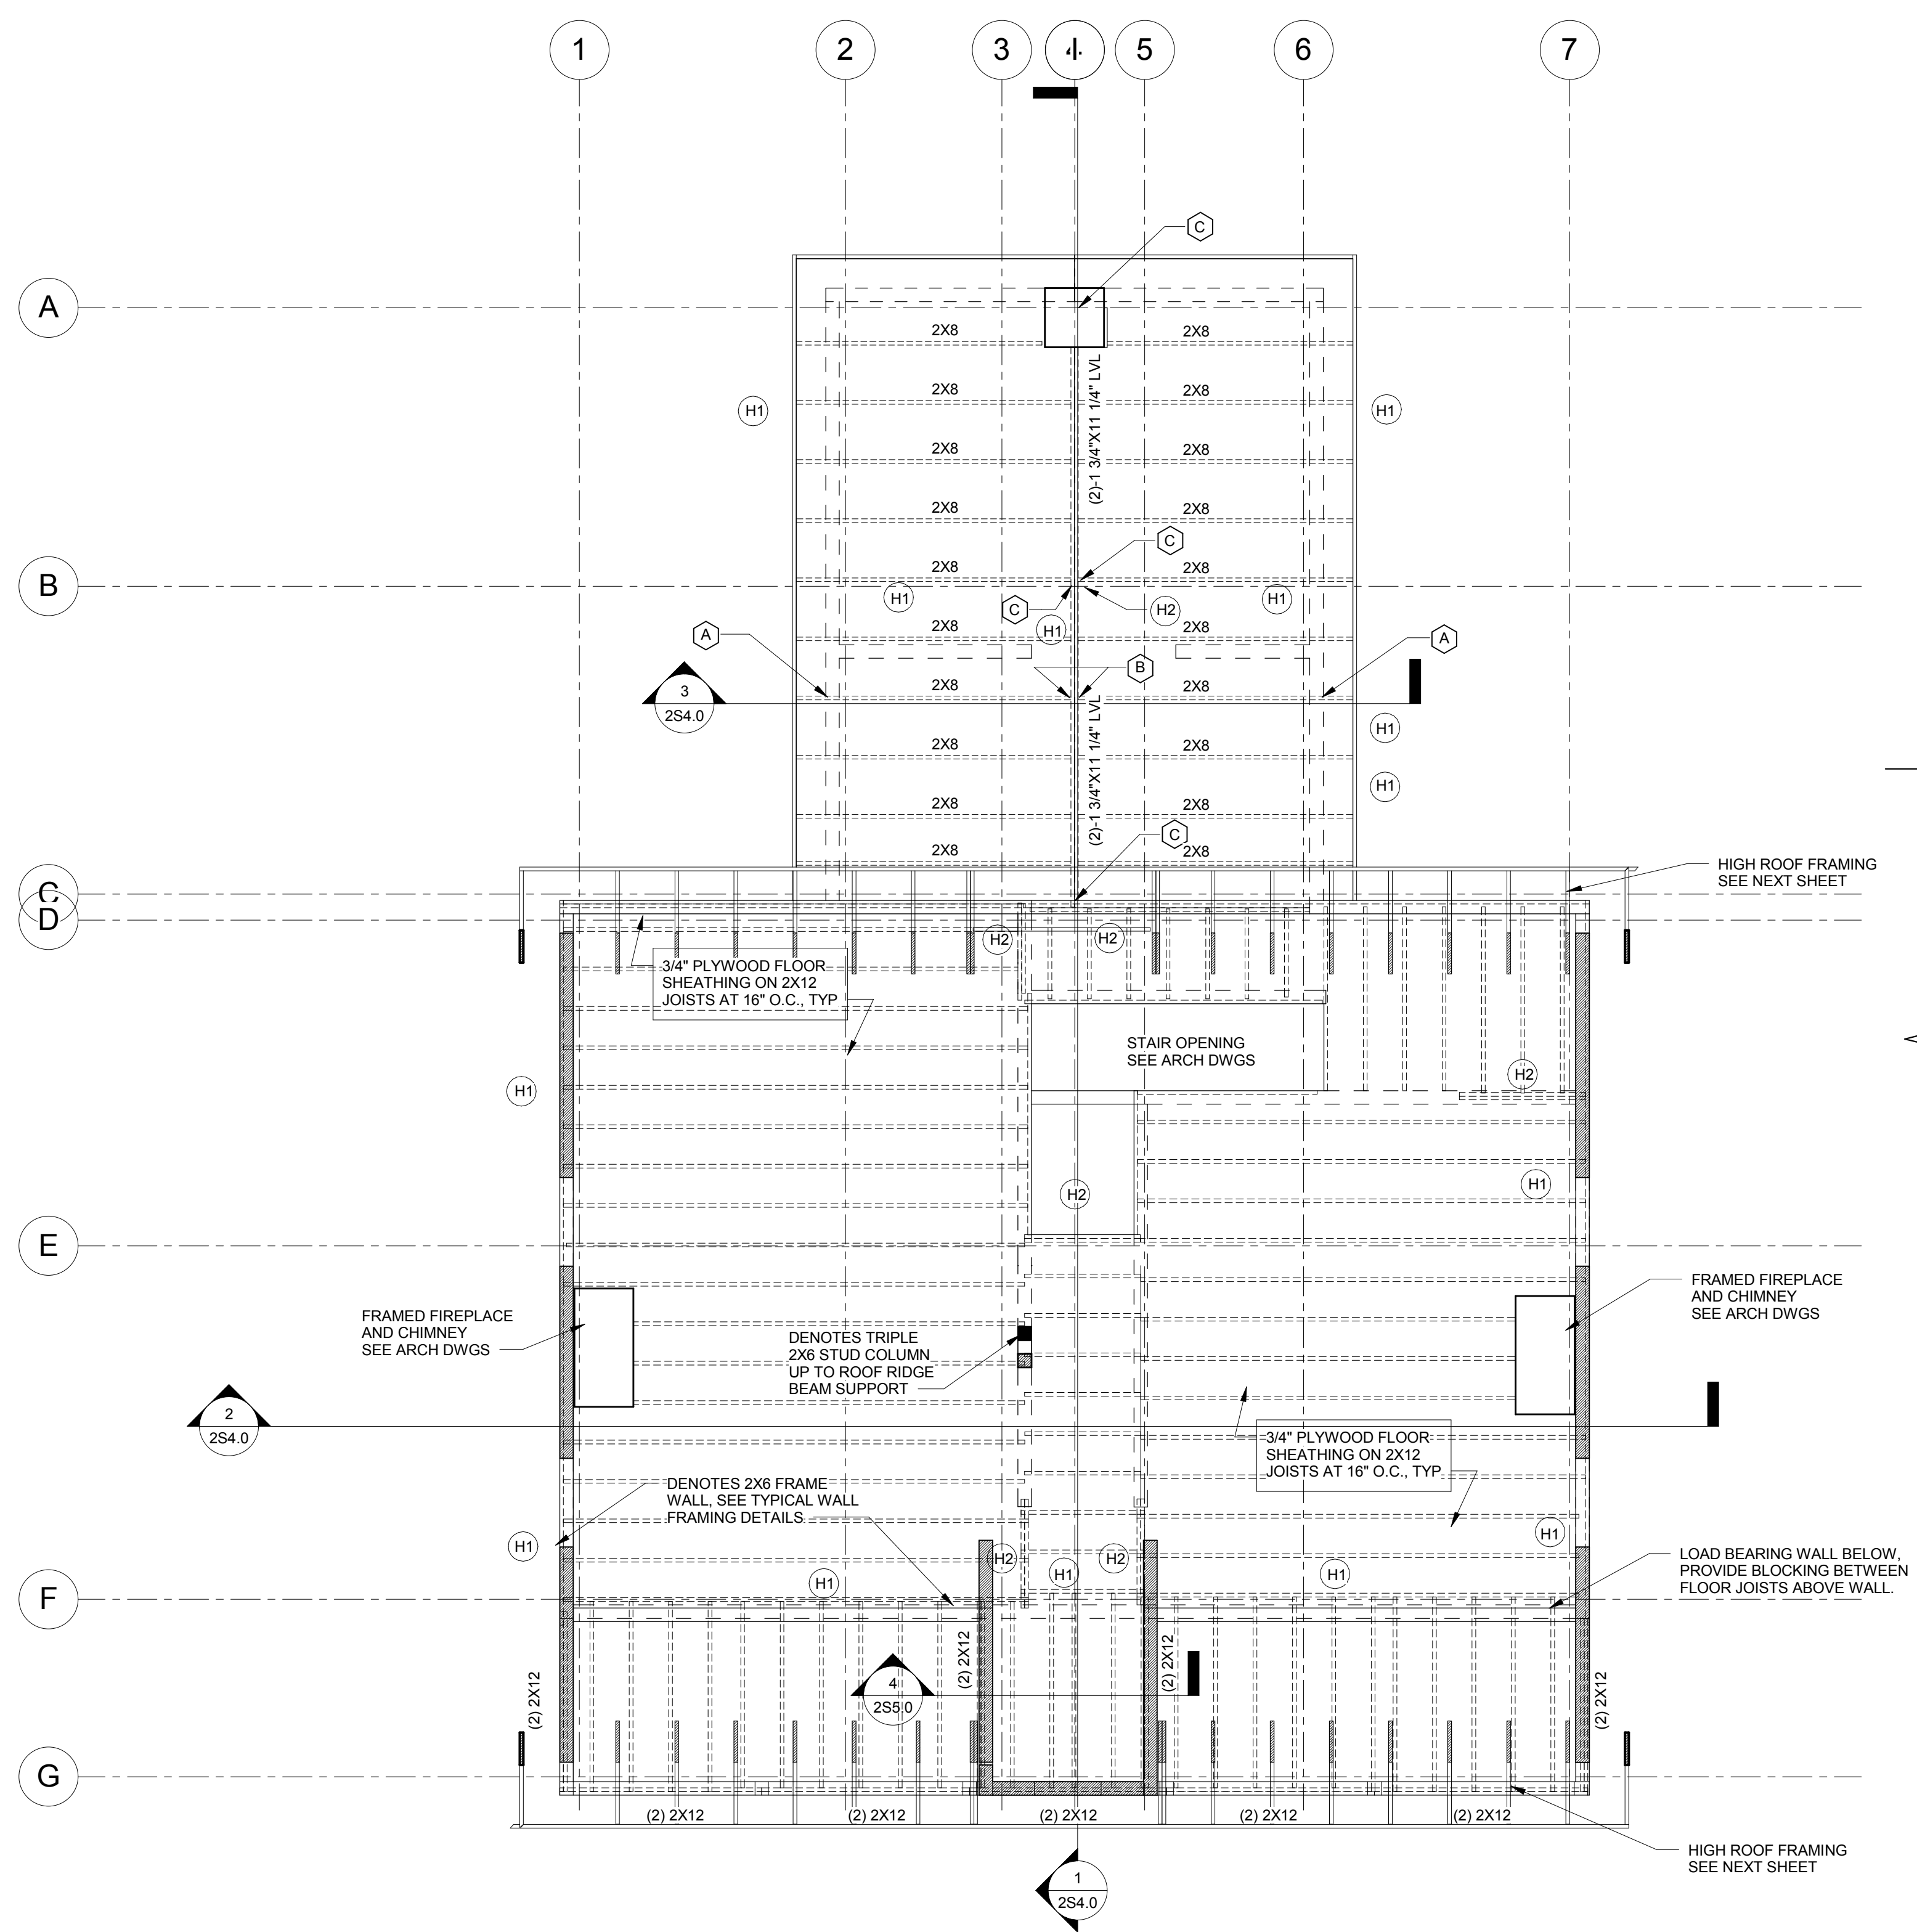 1
2
3
4
5
6
7
C
A
2X8
2X8
(2)-1 3/4"X11 1/4" LVL
2X8
2X8
H1
H1
2X8
2X8
2X8
2X8
C
2X8
2X8
B
H1
H1
C
H2
H1
2X8
2X8
A
A
B
3
2S4.0
2X8
2X8
(2)-1 3/4"X11 1/4" LVL
H1
2X8
2X8
H1
2X8
2X8
C
2X8
2X8
HIGH ROOF FRAMING
SEE NEXT SHEET
C
D
H2
H2
3/4" PLYWOOD FLOOR
SHEATHING ON 2X12
JOISTS AT 16" O.C., TYP
STAIR OPENING
SEE ARCH DWGS
H2
H1
H2
H1
E
FRAMED FIREPLACE
AND CHIMNEY
SEE ARCH DWGS
FRAMED FIREPLACE
AND CHIMNEY
SEE ARCH DWGS
DENOTES TRIPLE
2X6 STUD COLUMN
UP TO ROOF RIDGE
BEAM SUPPORT
2
2S4.0
3/4" PLYWOOD FLOOR
SHEATHING ON 2X12
JOISTS AT 16" O.C., TYP
DENOTES 2X6 FRAME
WALL, SEE TYPICAL WALL
FRAMING DETAILS
H1
H1
H2
H2
H1
H1
H1
LOAD BEARING WALL BELOW,
PROVIDE BLOCKING BETWEEN
FLOOR JOISTS ABOVE WALL.
F
(2) 2X12
(2) 2X12
(2) 2X12
(2) 2X12
4
2S5.0
G
(2) 2X12
(2) 2X12
(2) 2X12
(2) 2X12
(2) 2X12
HIGH ROOF FRAMING
SEE NEXT SHEET
1
2S4.0